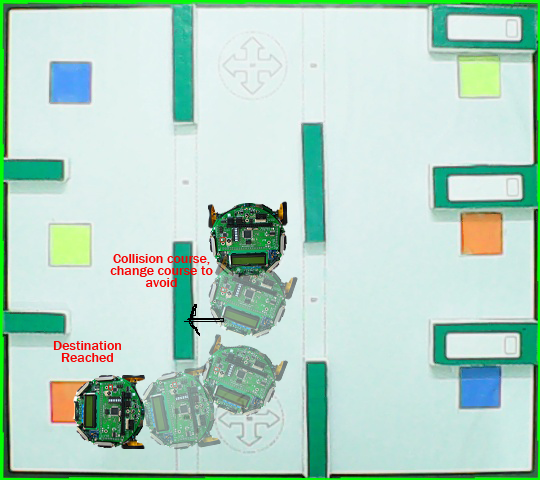 Collision course,
change course to
avoid
Destination
Reached